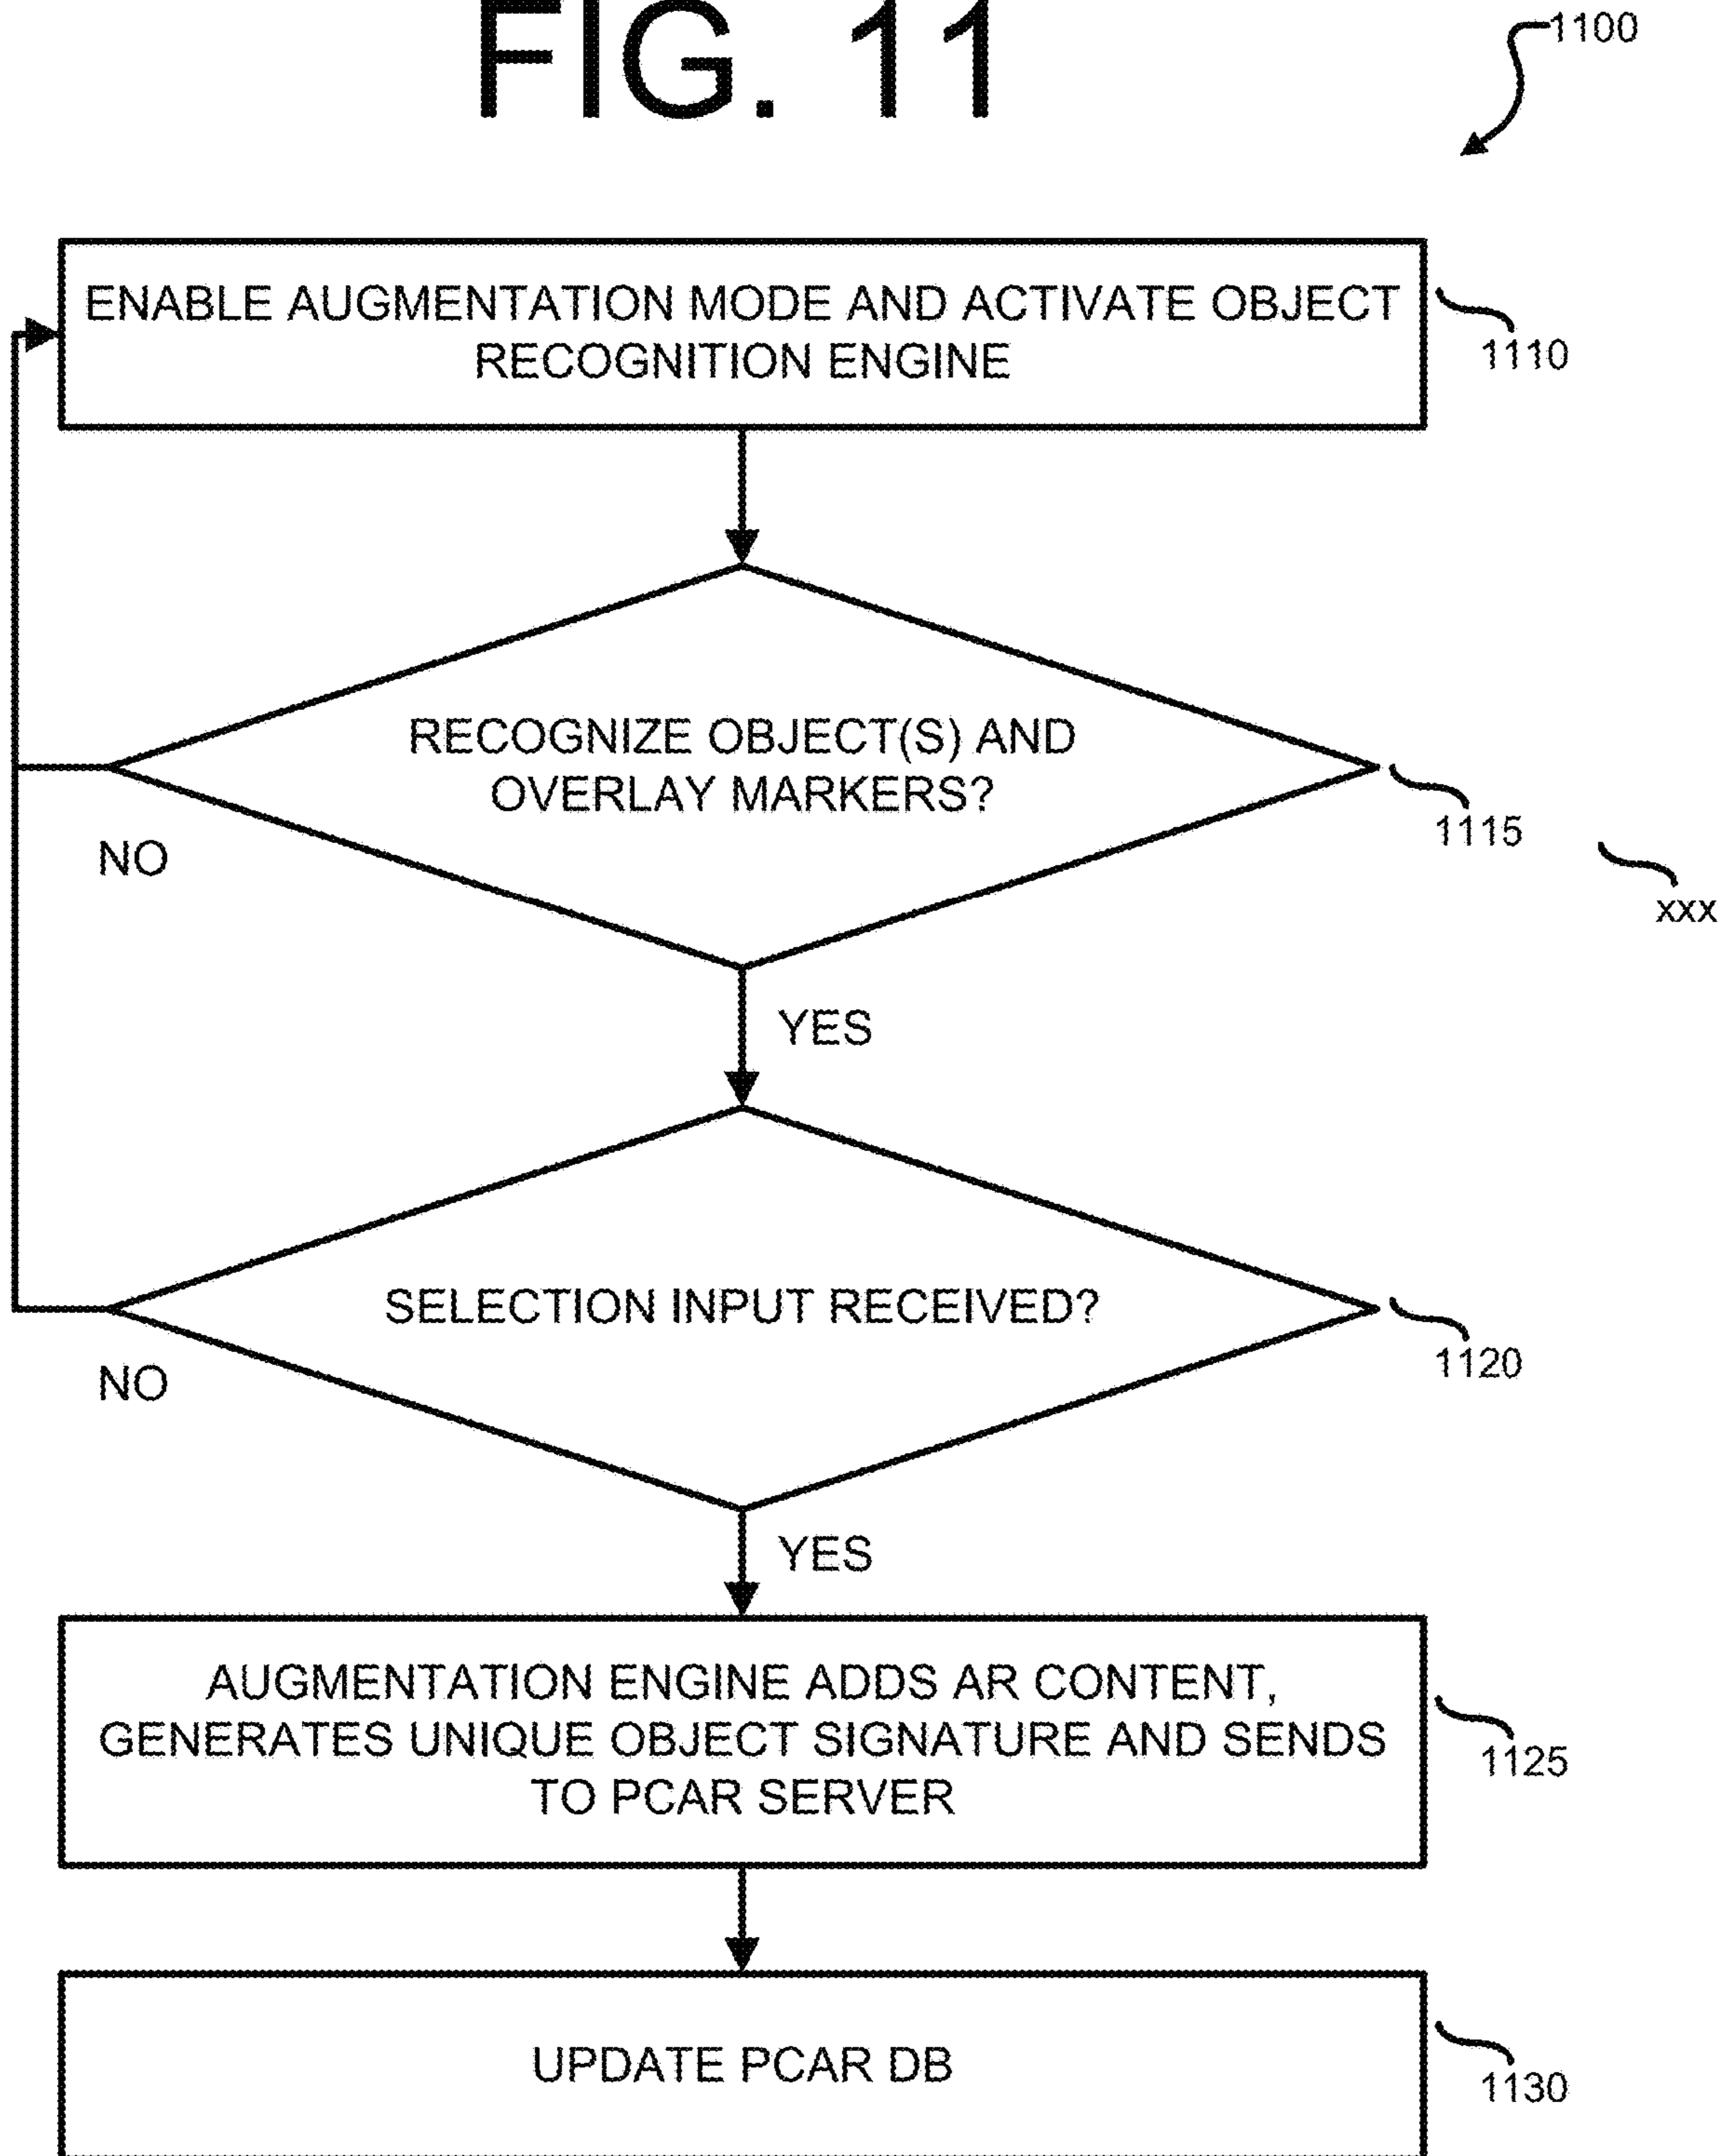 FIG. 11
1100
ENABLE AUGMENTATION MODE AND ACTIVATE OBJECT
RECOGNITION ENGINE
1110
RECOGNIZE OBJECT(S) AND
OVERLAY MARKERS?
1115
NO
xxx
YES
SELECTION INPUT RECEIVED?
1120
NO
YES
AUGMENTATION ENGINE ADDS AR CONTENT,
GENERATES UNIQUE OBJECT SIGNATURE AND SENDS
TO PCAR SERVER
1125
UPDATE PCAR DB
1130